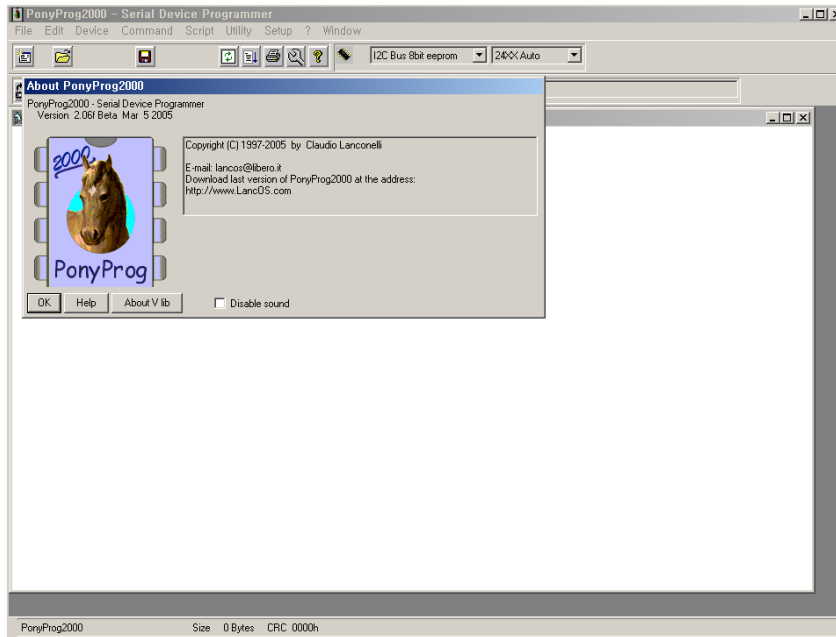 PonyProg2000 - Serial Device Programmer
File Edit Device Command Script Utility Setup ? Window
I2C Bus 8bit eeprom 24XX Auto
About PonyProg2000
PonyProg2000 - Serial Device Programmer
Version 2.06f Beta Mar 5 2005
2000
PonyProg
Copyright (C) 1997-2005 by Claudio Lanconelli
E-mail: lancos@libero.it
Download last version of PonyProg2000 at the address:
http://www.LancOS.com
OK Help About V lib Disable sound
PonyProg2000 Size 0 Bytes CRC 0000h